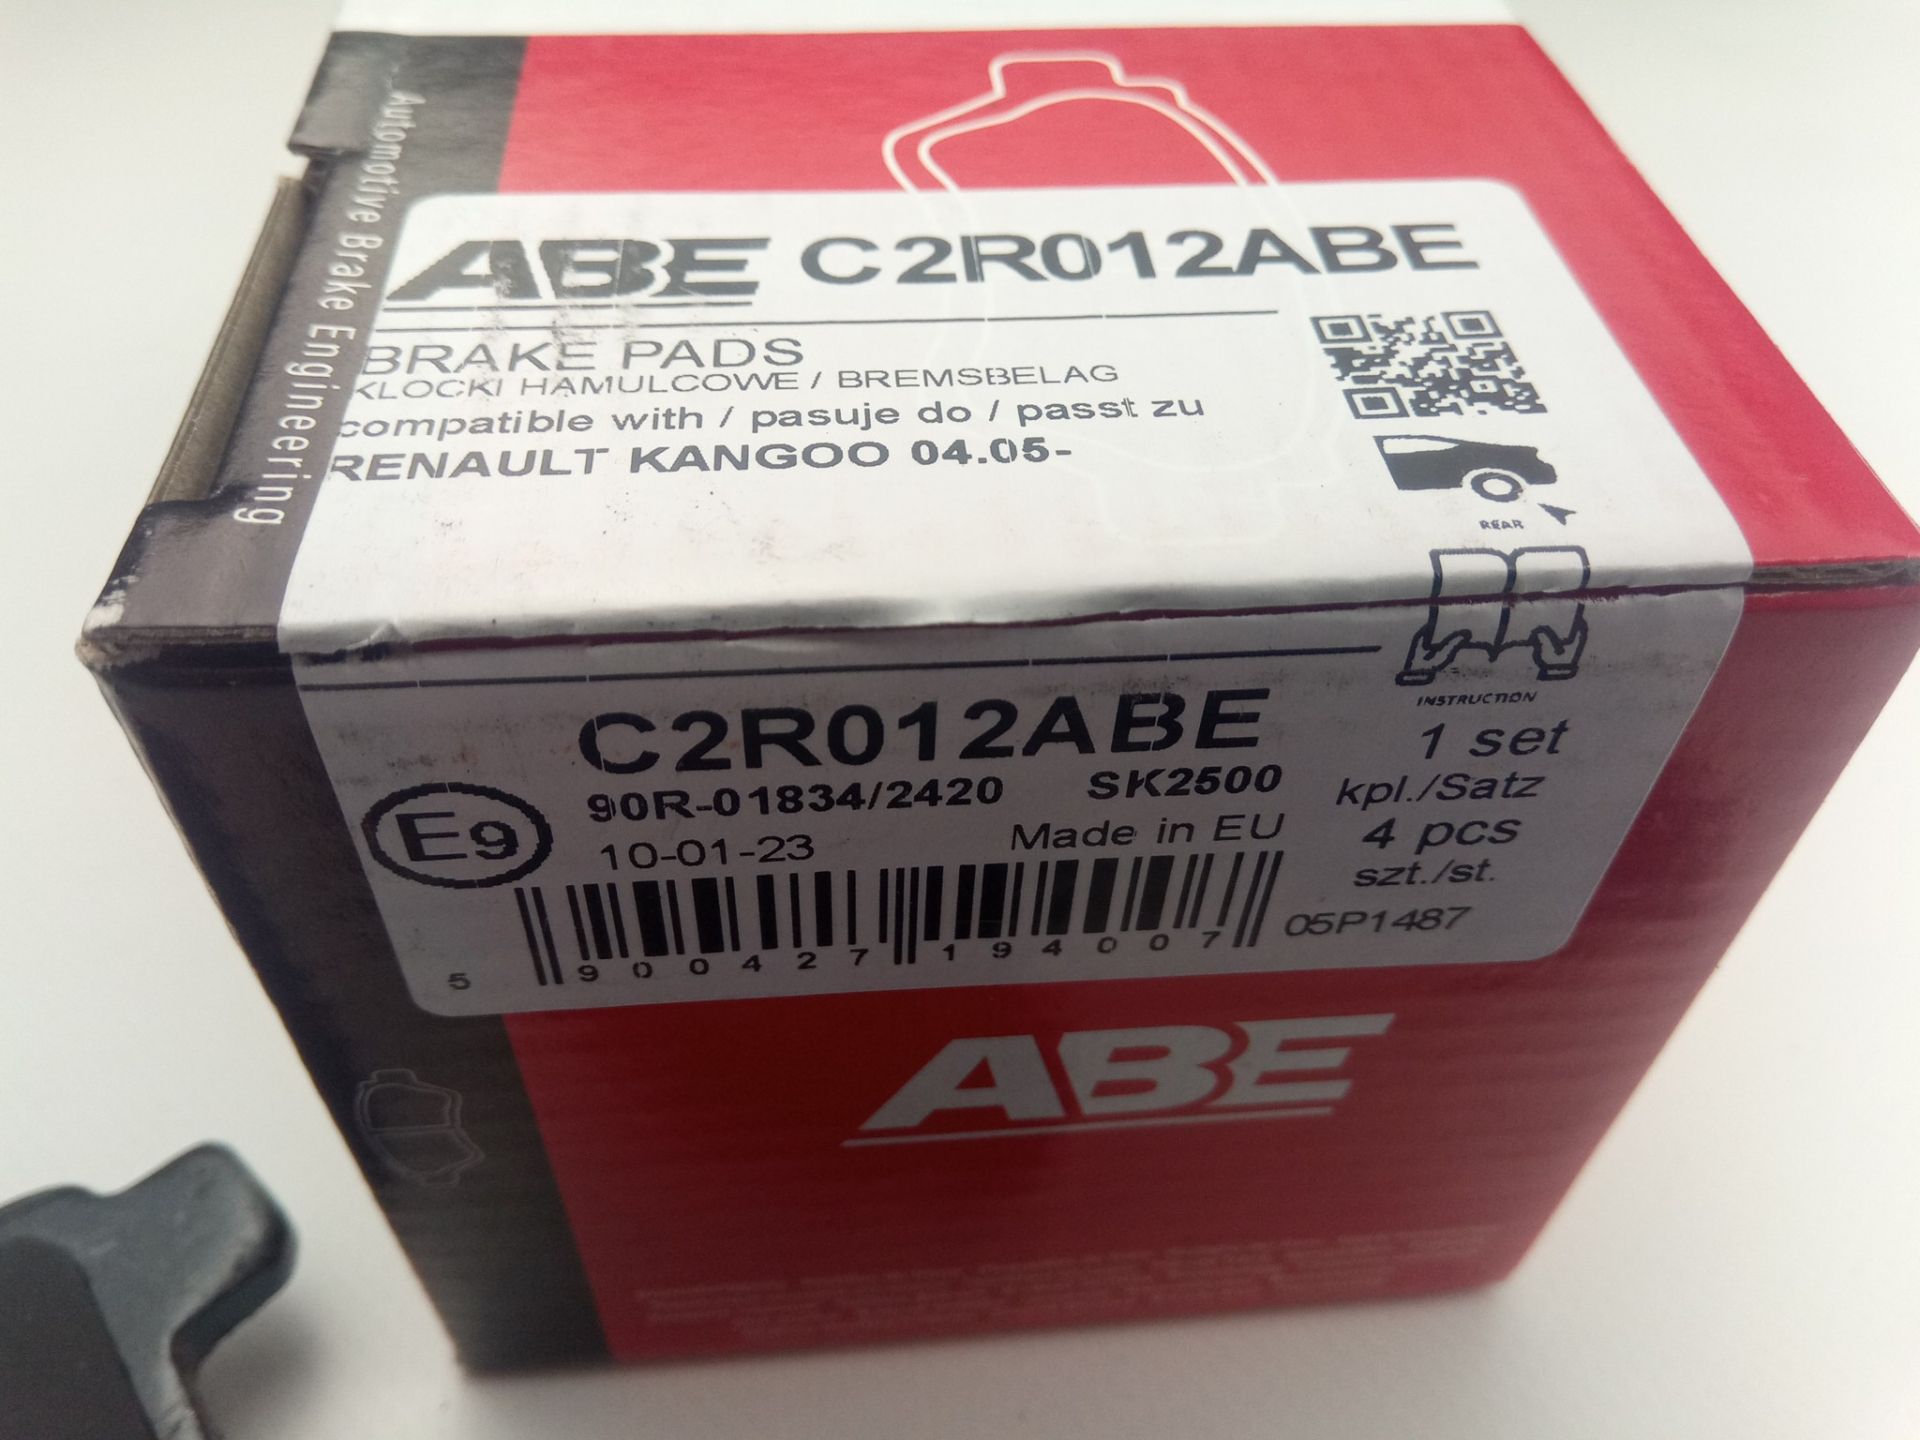 Automotive Brake Engineering
ABE C2R012ABE
BRAKE PADS
KLOCKI HAMULCOWE / BREMSBELAG
compatible with / pasuje do / passt zu
RENAULT KANGOO 04.05-
REAR
INSTRUCTION
C2R012ABE
1 set
kpl./Satz
4 pcs
szt./st.
E9
90R-01834/2420 SK2500
10-01-23 Made in EU
5 900427 194007
05P1487
ABE